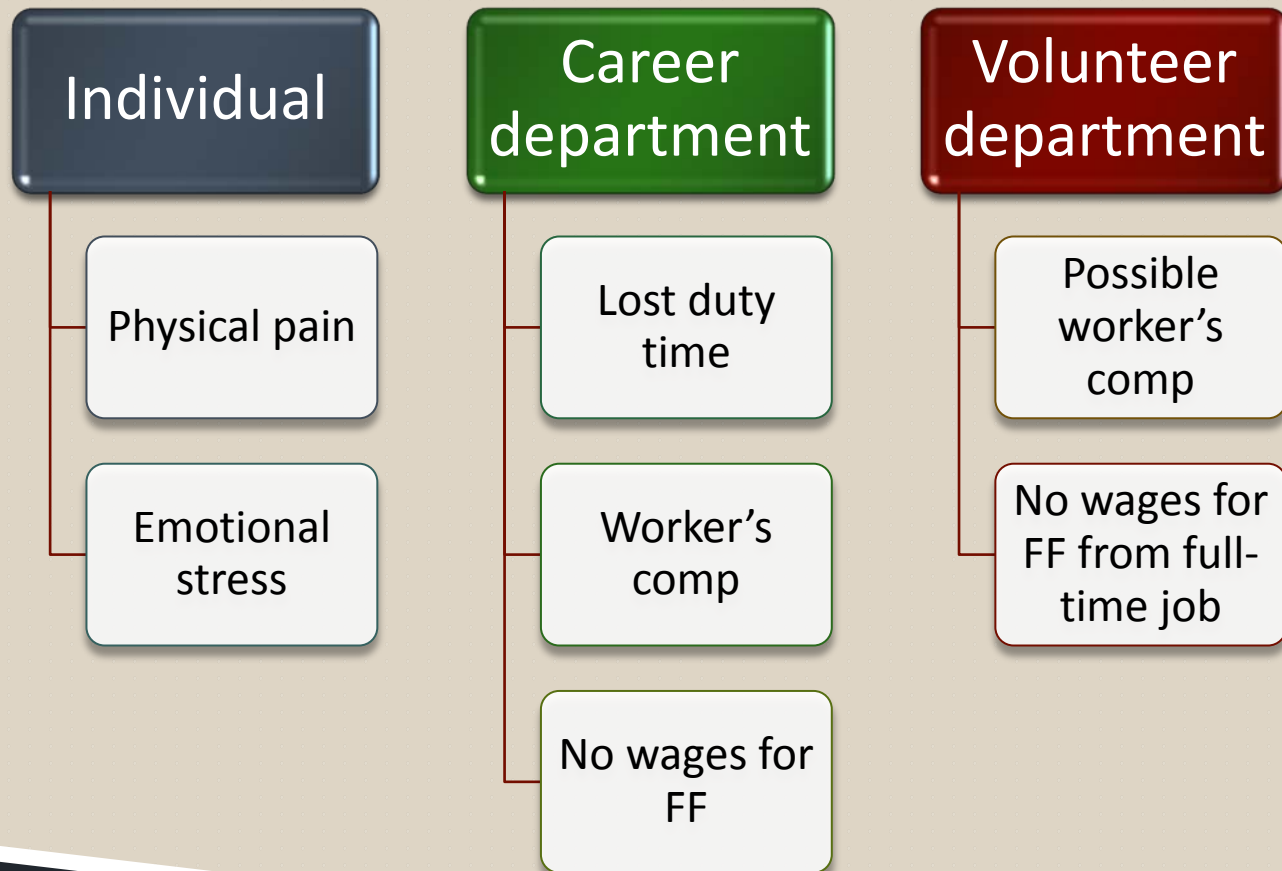 Individual
Physical pain
Emotional
stress
Career
department
Lost duty
time
Worker’s
comp
No wages for
FF
Volunteer
department
Possible
worker’s
comp
No wages for
FF from full-
time job